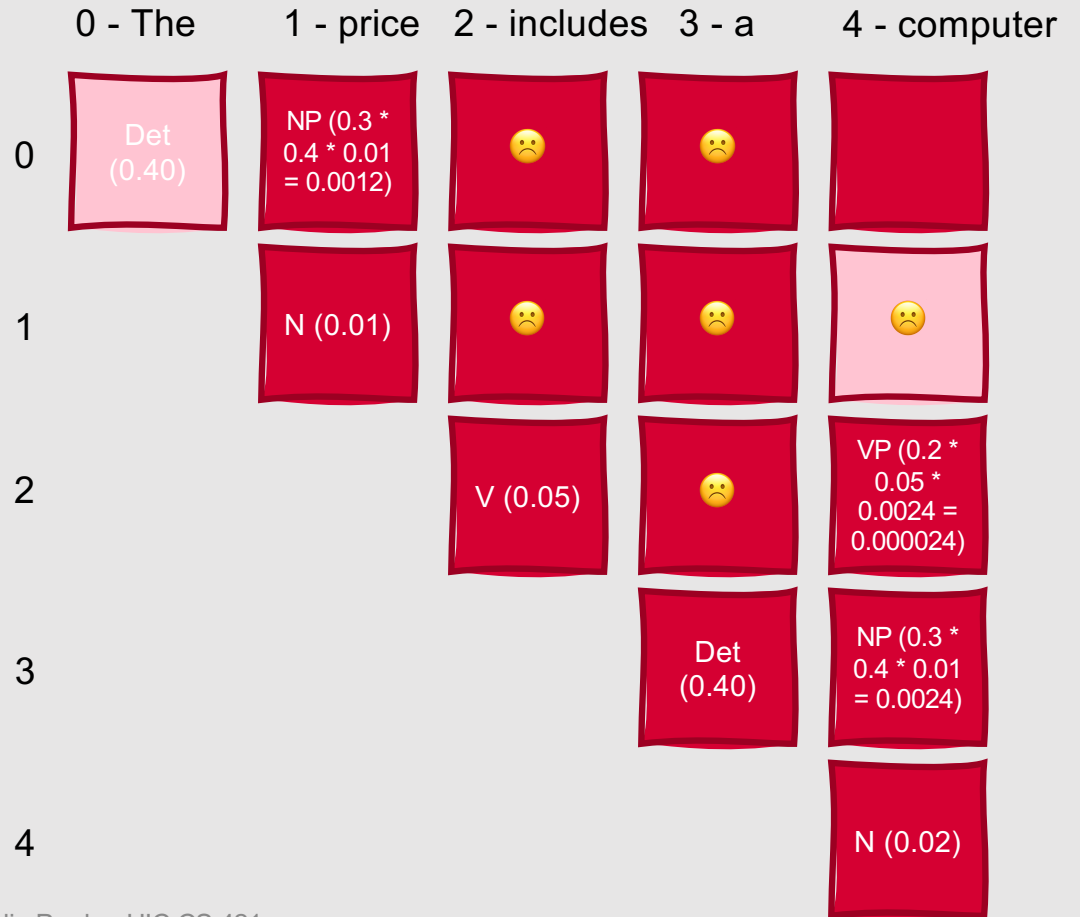 0 - The 1 - price 2 - includes 3 - a 4 - computer
0
Det
(0.40)
NP (0.3 *
0.4 * 0.01
= 0.0012)
1
N (0.01)
2
V (0.05)
VP (0.2 *
0.05 *
0.0024 =
0.000024)
3
Det
(0.40)
NP (0.3 *
0.4 * 0.01
= 0.0024)
4
N (0.02)